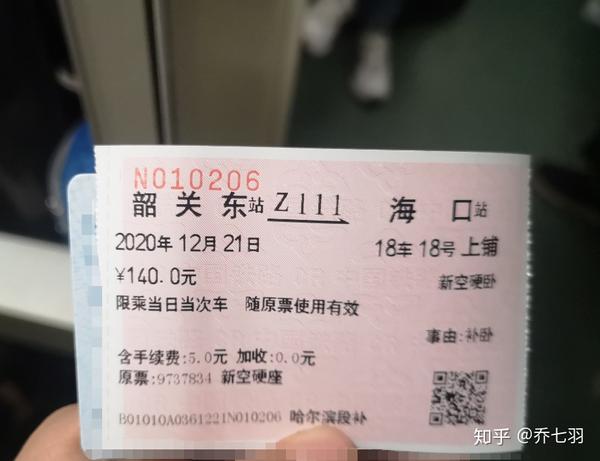 N010206
韶关东站 Z111 海口站
2020年12月21日 18车18号上铺
¥140.0元 新空硬卧
限乘当日当次车 随原票使用有效
事由:补卧
含手续费:5.0元 加收:0.0元
原票:9737834 新空硬座
B01010A0361221N010206 哈尔滨段补
知乎 @乔七羽